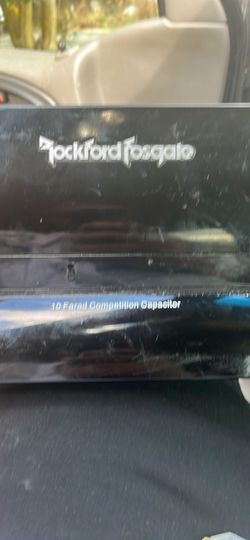 Rockford Fosgate
10 Farad Competition Capacitor